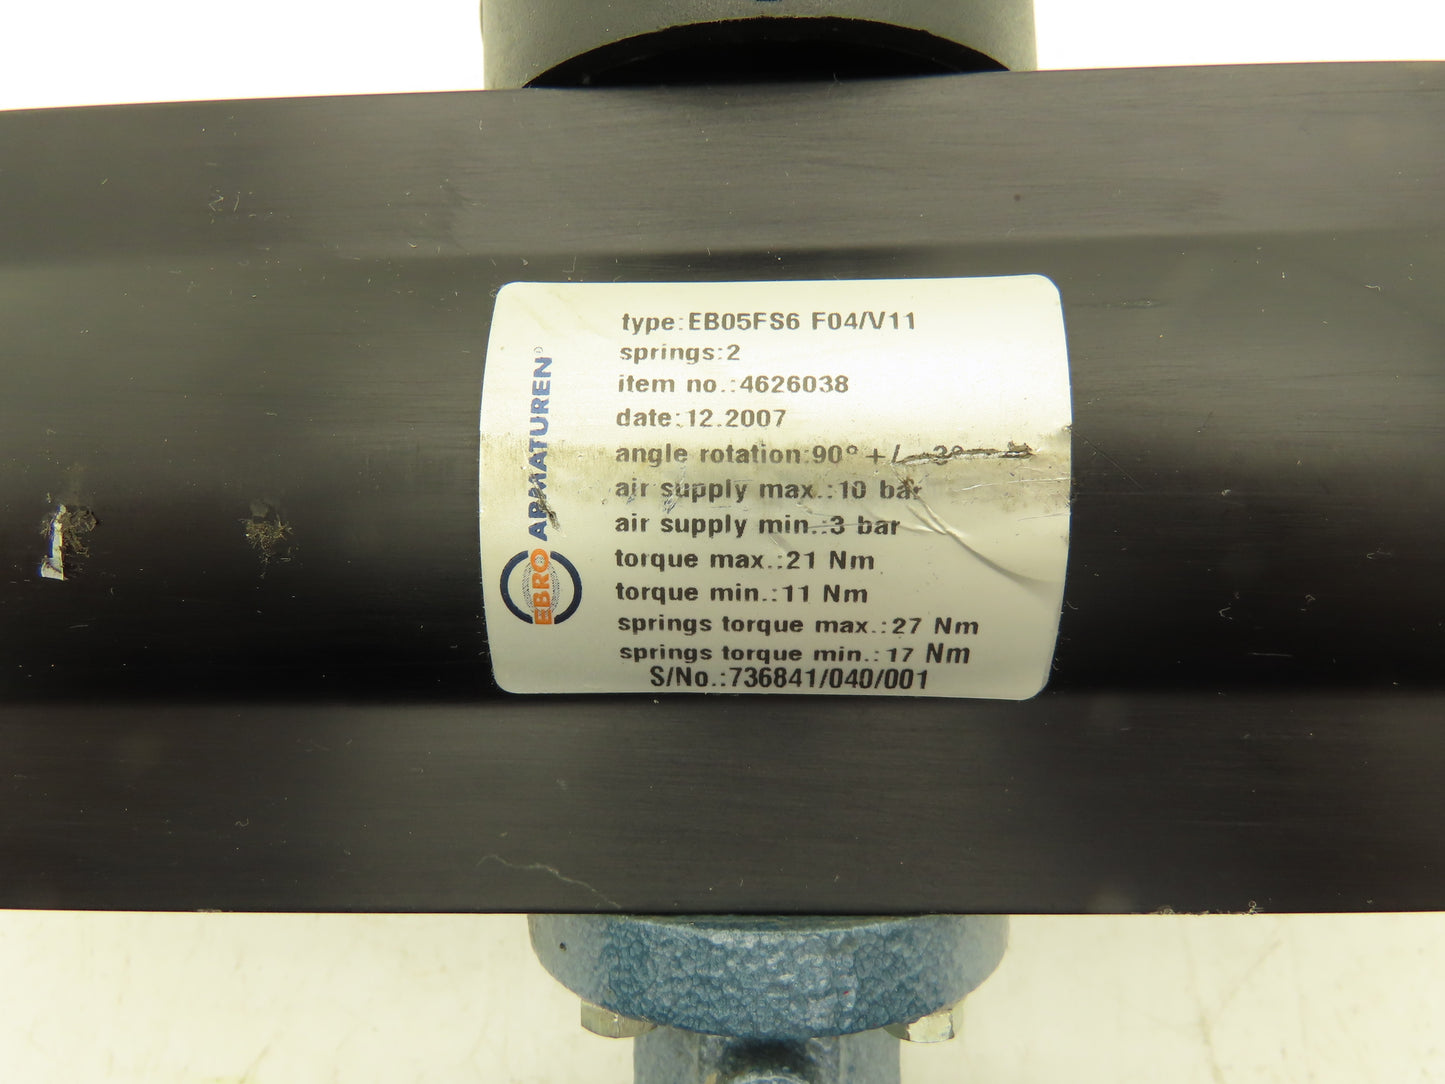 EBRO ARMATUREN®
type:EB05FS6 F04/V11
springs:2
item no.:4626038
date:12.2007
angle rotation:90° +/- 3°
air supply max.:10 bar
air supply min.:3 bar
torque max.:21 Nm
torque min.:11 Nm
springs torque max.:27 Nm
springs torque min.:17 Nm
S/No.:736841/040/001